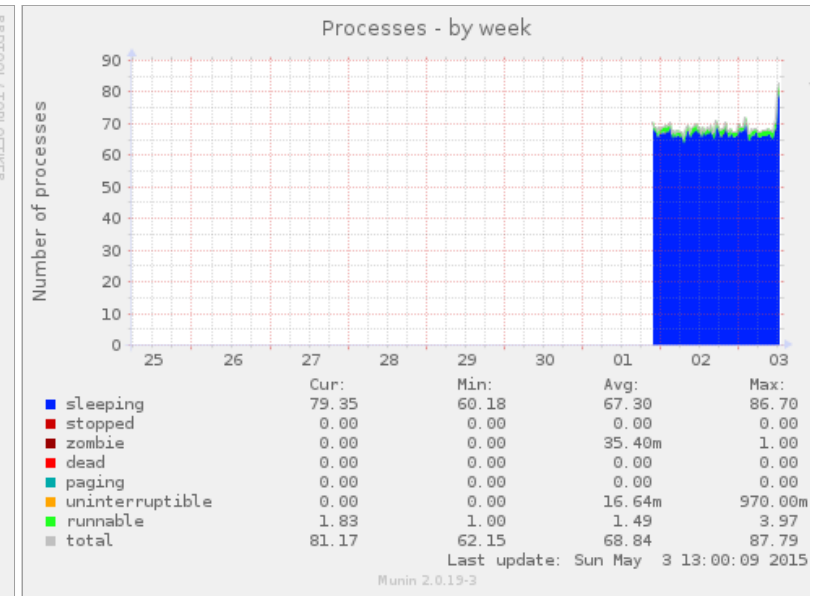 Processes - by week
Number of processes
90
80
70
60
50
40
30
20
10
0
25 26 27 28 29 30 01 02 03
Cur: Min: Avg: Max:
sleeping 79.35 60.18 67.30 86.70
stopped 0.00 0.00 0.00 0.00
zombie 0.00 0.00 35.40m 1.00
dead 0.00 0.00 0.00 0.00
paging 0.00 0.00 0.00 0.00
uninterruptible 0.00 0.00 16.64m 970.00m
runnable 1.83 1.00 1.49 3.97
total 81.17 62.15 68.84 87.79
Last update: Sun May 3 13:00:09 2015
Munin 2.0.19-3